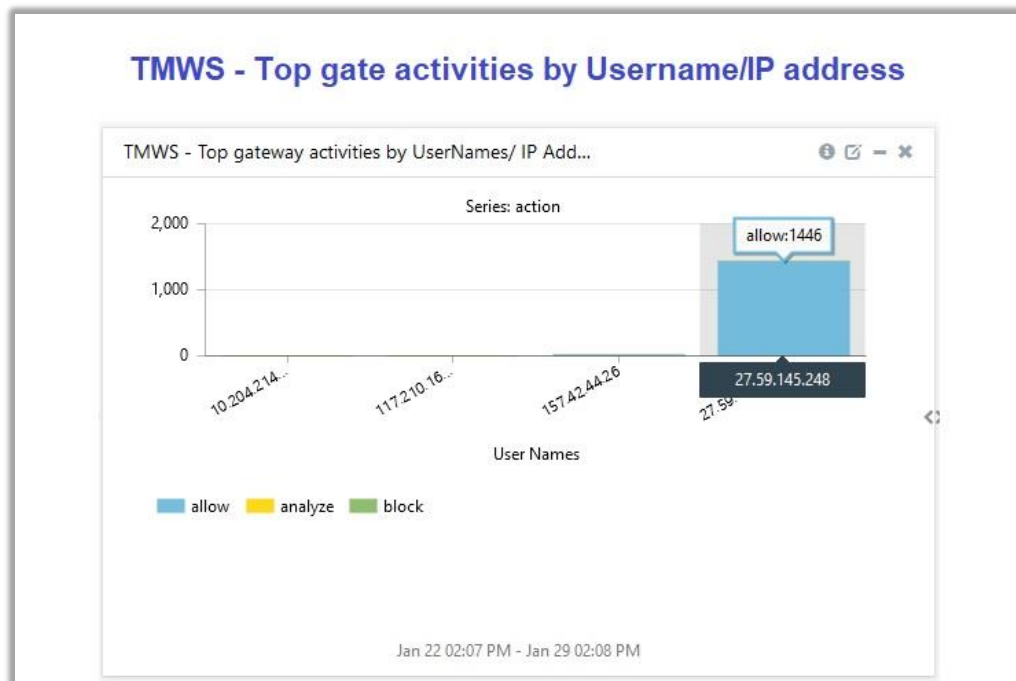 TMWS - Top gate activities by Username/IP address
TMWS - Top gateway activities by UserNames/ IP Add...
Series: action
2,000
allow:1446
1,000
0
10.204.214...
117.210.16...
157.42.44.26
27.59.
27.59.145.248
User Names
allow analyze block
Jan 22 02:07 PM - Jan 29 02:08 PM